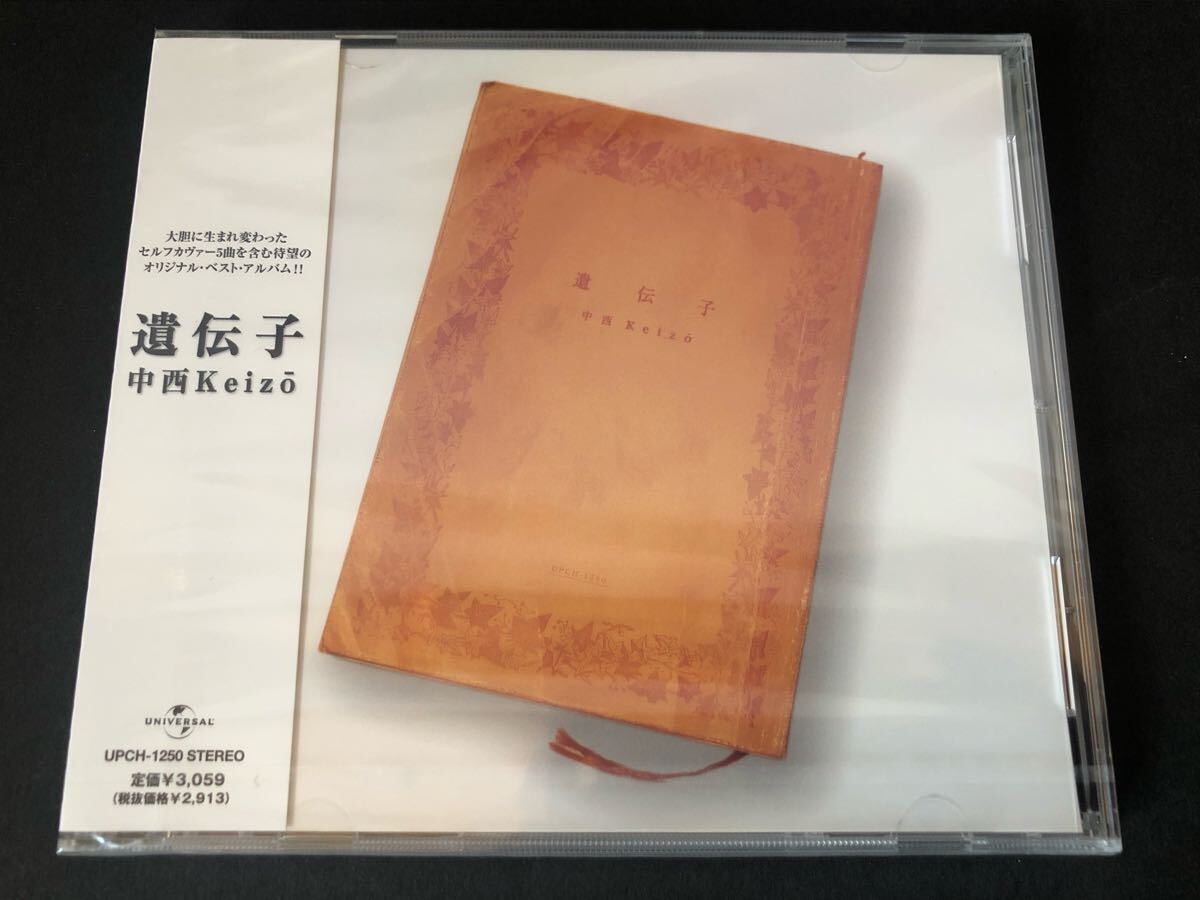 大胆に生まれ変わった
セルフカヴァー5曲を含む待望の
オリジナル・ベスト・アルバム!!
遺伝子
中西Keizō
UNIVERSAL
UPCH-1250 STEREO
定価¥3,059
(税抜価格¥2,913)
遺伝子
中西Keizō
UPCH-1250